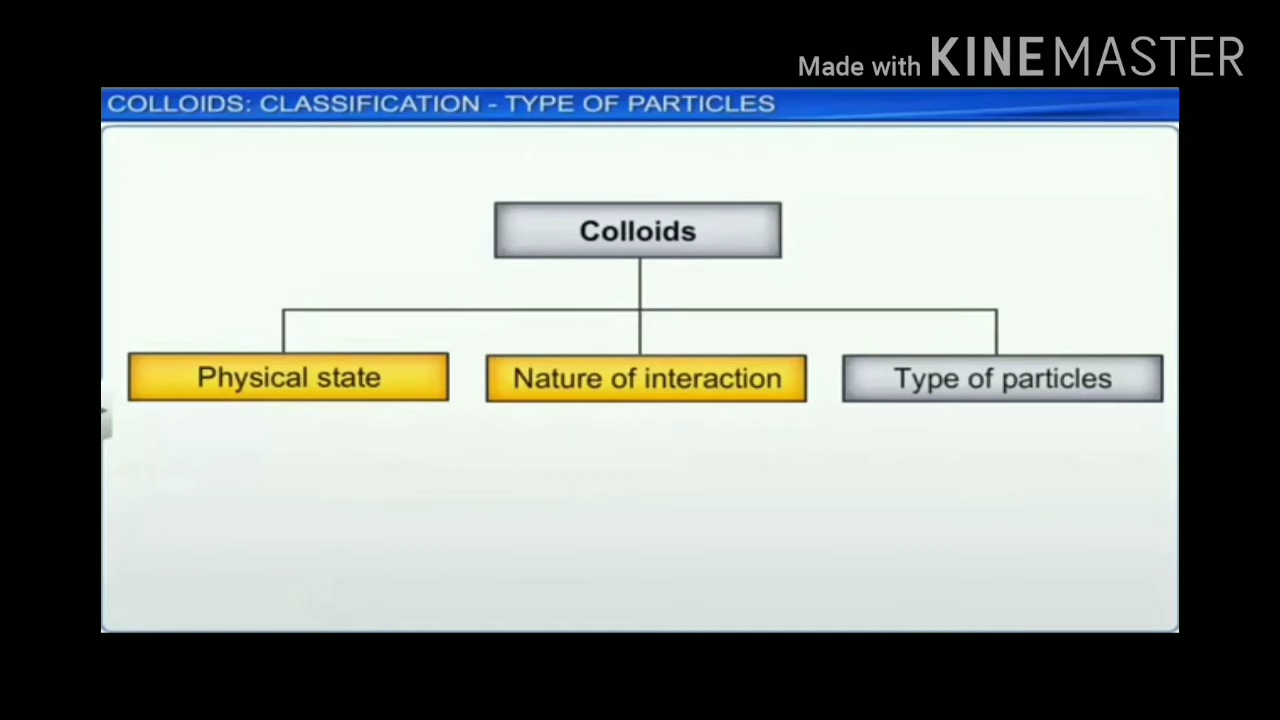 Made with KINEMASTER
COLLOIDS: CLASSIFICATION - TYPE OF PARTICLES
Colloids
Physical state
Nature of interaction
Type of particles